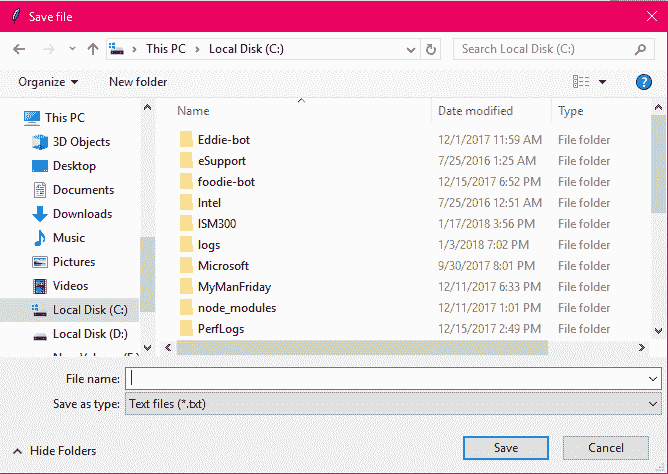 Save file
This PC > Local Disk (C:)
Search Local Disk (C:)
Organize
New folder
?
Name Date modified Type
This PC
3D Objects
Desktop
Documents
Downloads
Music
Pictures
Videos
Local Disk (C:)
Local Disk (D:)
Eddie-bot 12/1/2017 11:59 AM File folder
eSupport 7/25/2016 1:25 AM File folder
foodie-bot 12/15/2017 6:52 PM File folder
Intel 7/25/2016 12:51 AM File folder
ISM300 1/17/2018 3:56 PM File folder
logs 1/3/2018 7:02 PM File folder
Microsoft 9/30/2017 8:01 PM File folder
MyManFriday 12/11/2017 6:33 PM File folder
node_modules 12/11/2017 1:01 PM File folder
PerfLogs 12/15/2017 2:49 PM File folder
File name:
Save as type: Text files (*.txt)
Hide Folders
Save
Cancel